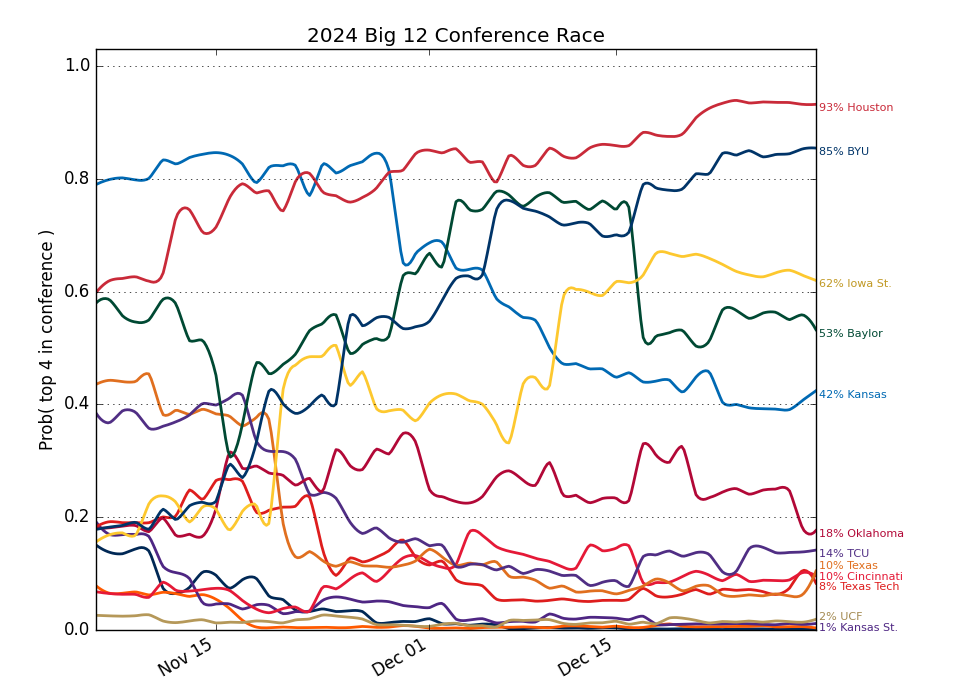 2024 Big 12 Conference Race
Prob( top 4 in conference )
1.0
0.8
0.6
0.4
0.2
0.0
Nov 15
Dec 01
Dec 15
93% Houston
85% BYU
62% Iowa St.
53% Baylor
42% Kansas
18% Oklahoma
14% TCU
10% Texas
10% Cincinnati
8% Texas Tech
2% UCF
1% Kansas St.